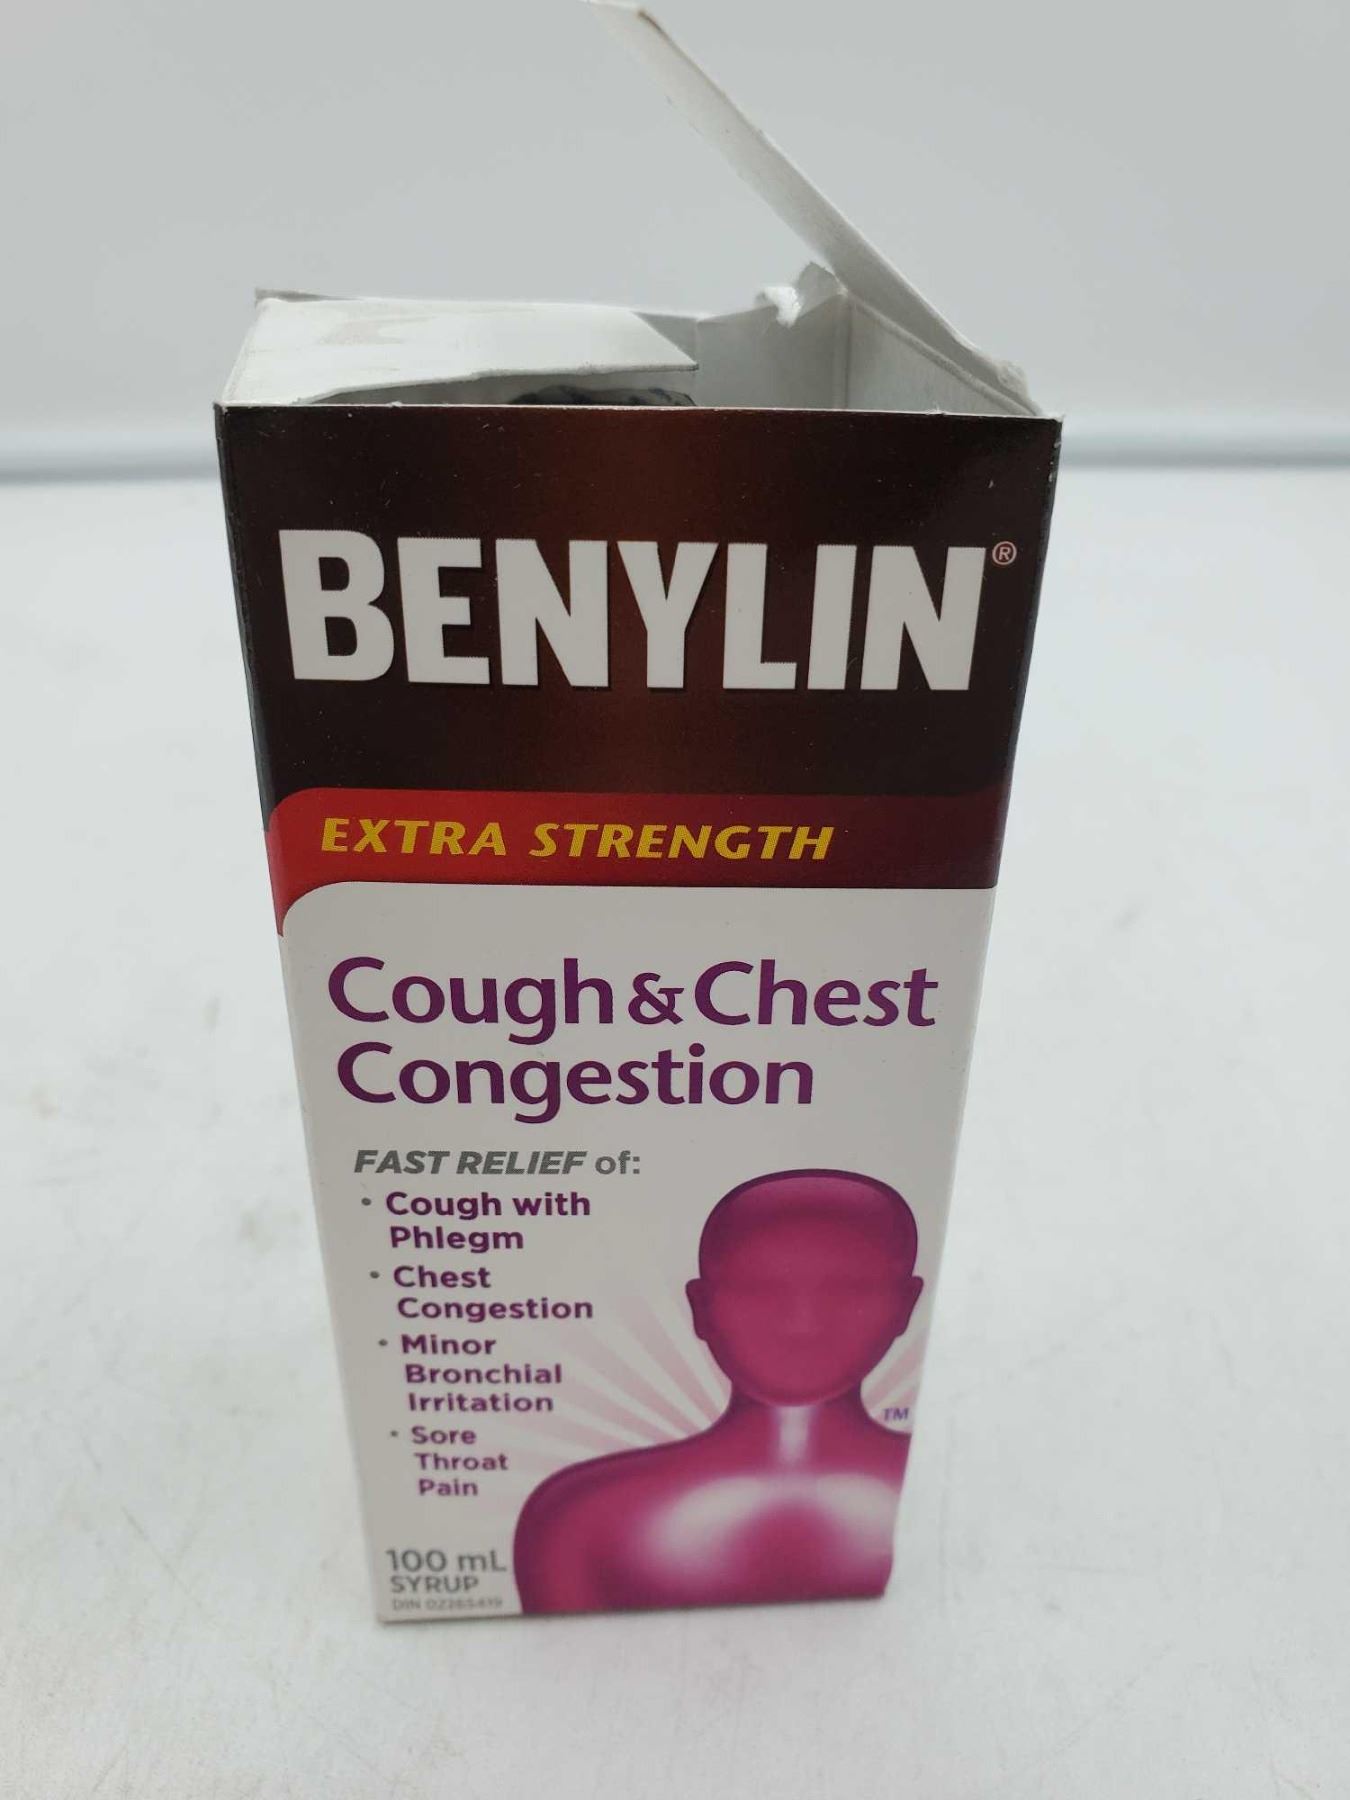 BENYLIN®
EXTRA STRENGTH
Cough & Chest
Congestion
FAST RELIEF of:
• Cough with
Phlegm
• Chest
Congestion
• Minor
Bronchial
Irritation
• Sore
Throat
Pain
TM
100 mL
SYRUP
DIN